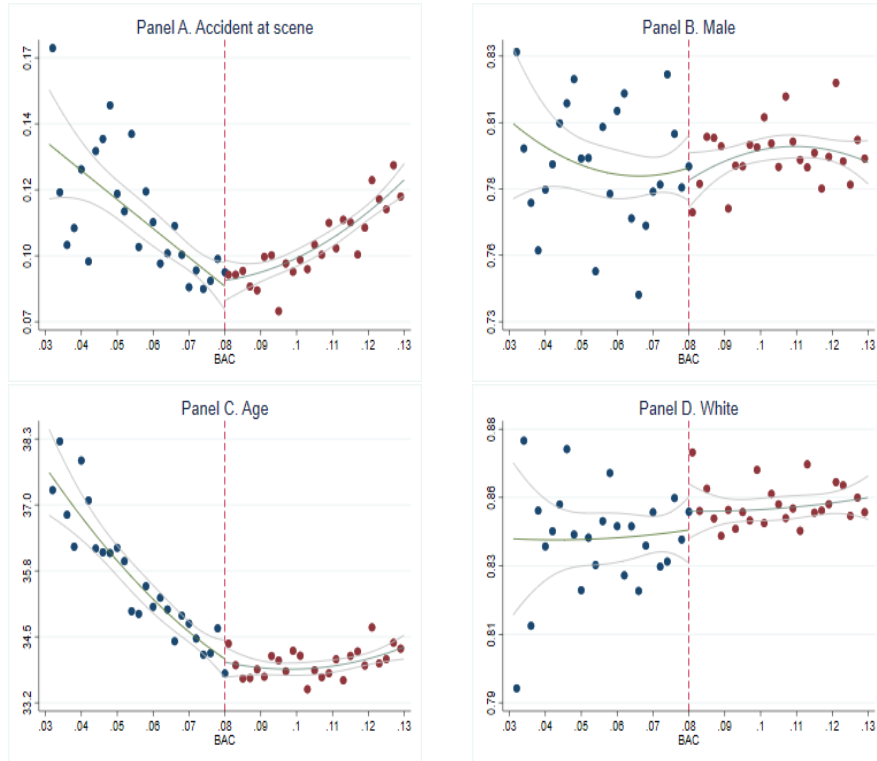 Panel A. Accident at scene
0.17
0.14
0.12
0.10
0.07
.03 .04 .05 .06 .07 .08 .09 .1 .11 .12 .13
BAC
Panel B. Male
0.83
0.81
0.78
0.76
0.73
.03 .04 .05 .06 .07 .08 .09 .1 .11 .12 .13
BAC
Panel C. Age
38.3
37.0
35.8
34.5
33.2
.03 .04 .05 .06 .07 .08 .09 .1 .11 .12 .13
BAC
Panel D. White
0.88
0.86
0.83
0.81
0.79
.03 .04 .05 .06 .07 .08 .09 .1 .11 .12 .13
BAC